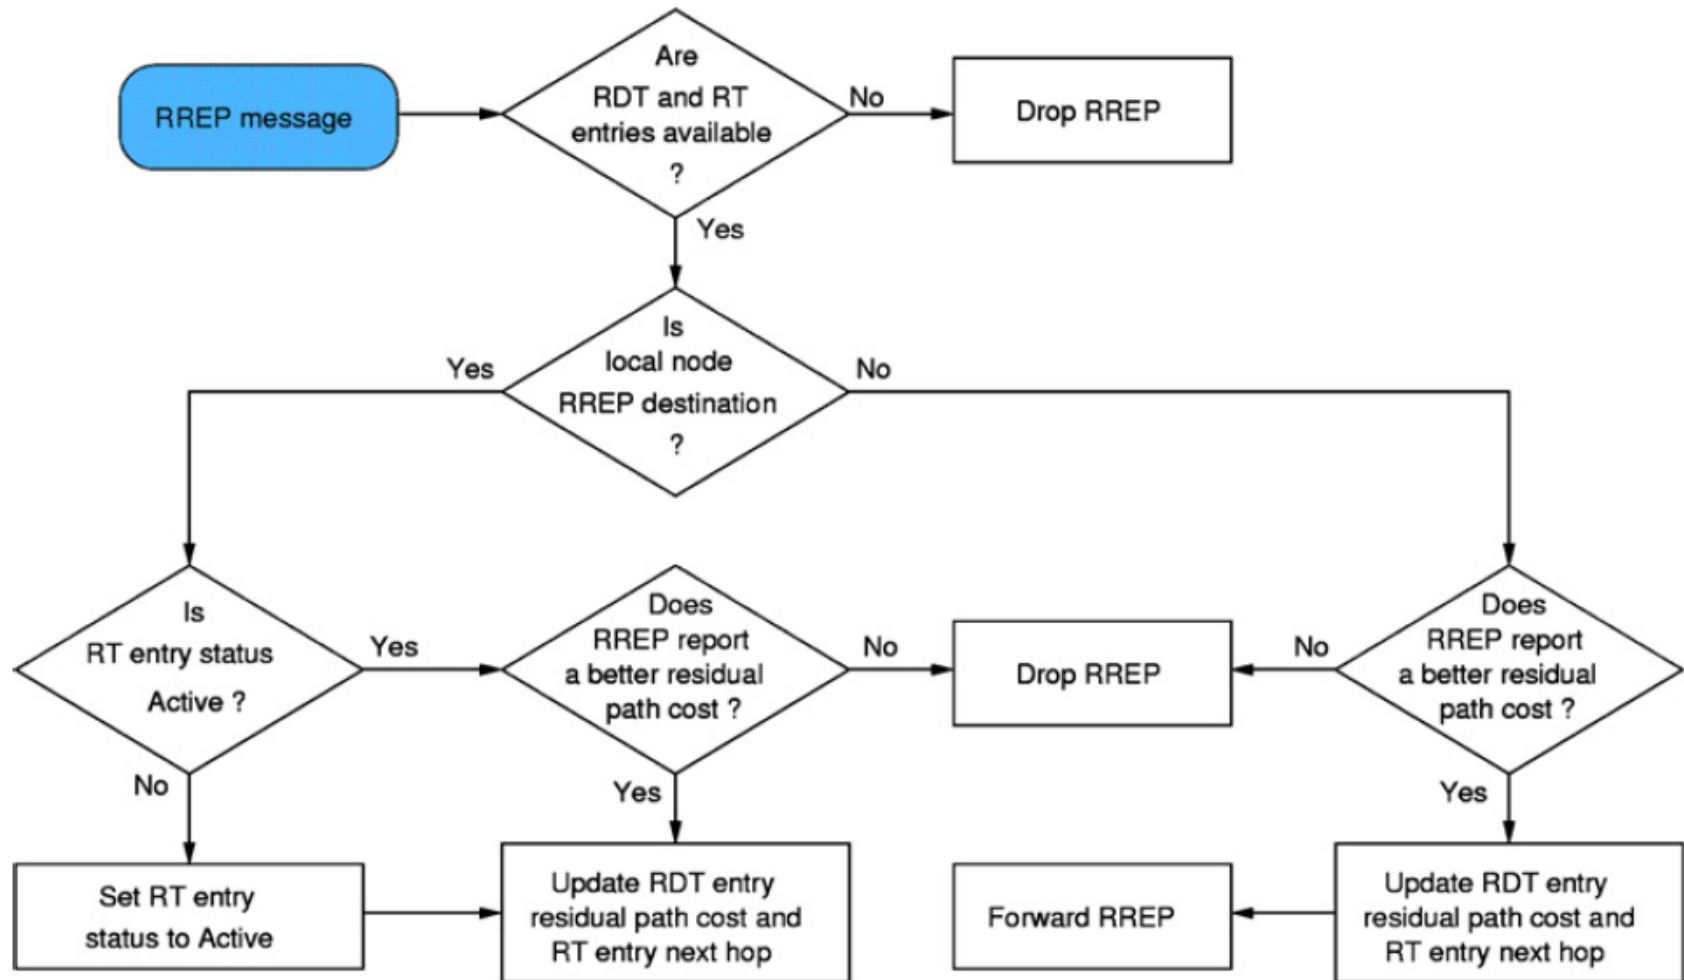 RREP message
Are
RDT and RT
entries available
?
No
Drop RREP
Yes
Is
local node
RREP destination
?
Yes
No
Is
RT entry status
Active ?
Yes
Does
RREP report
a better residual
path cost ?
No
Drop RREP
No
Does
RREP report
a better residual
path cost ?
No
Yes
Yes
Set RT entry
status to Active
Update RDT entry
residual path cost and
RT entry next hop
Forward RREP
Update RDT entry
residual path cost and
RT entry next hop